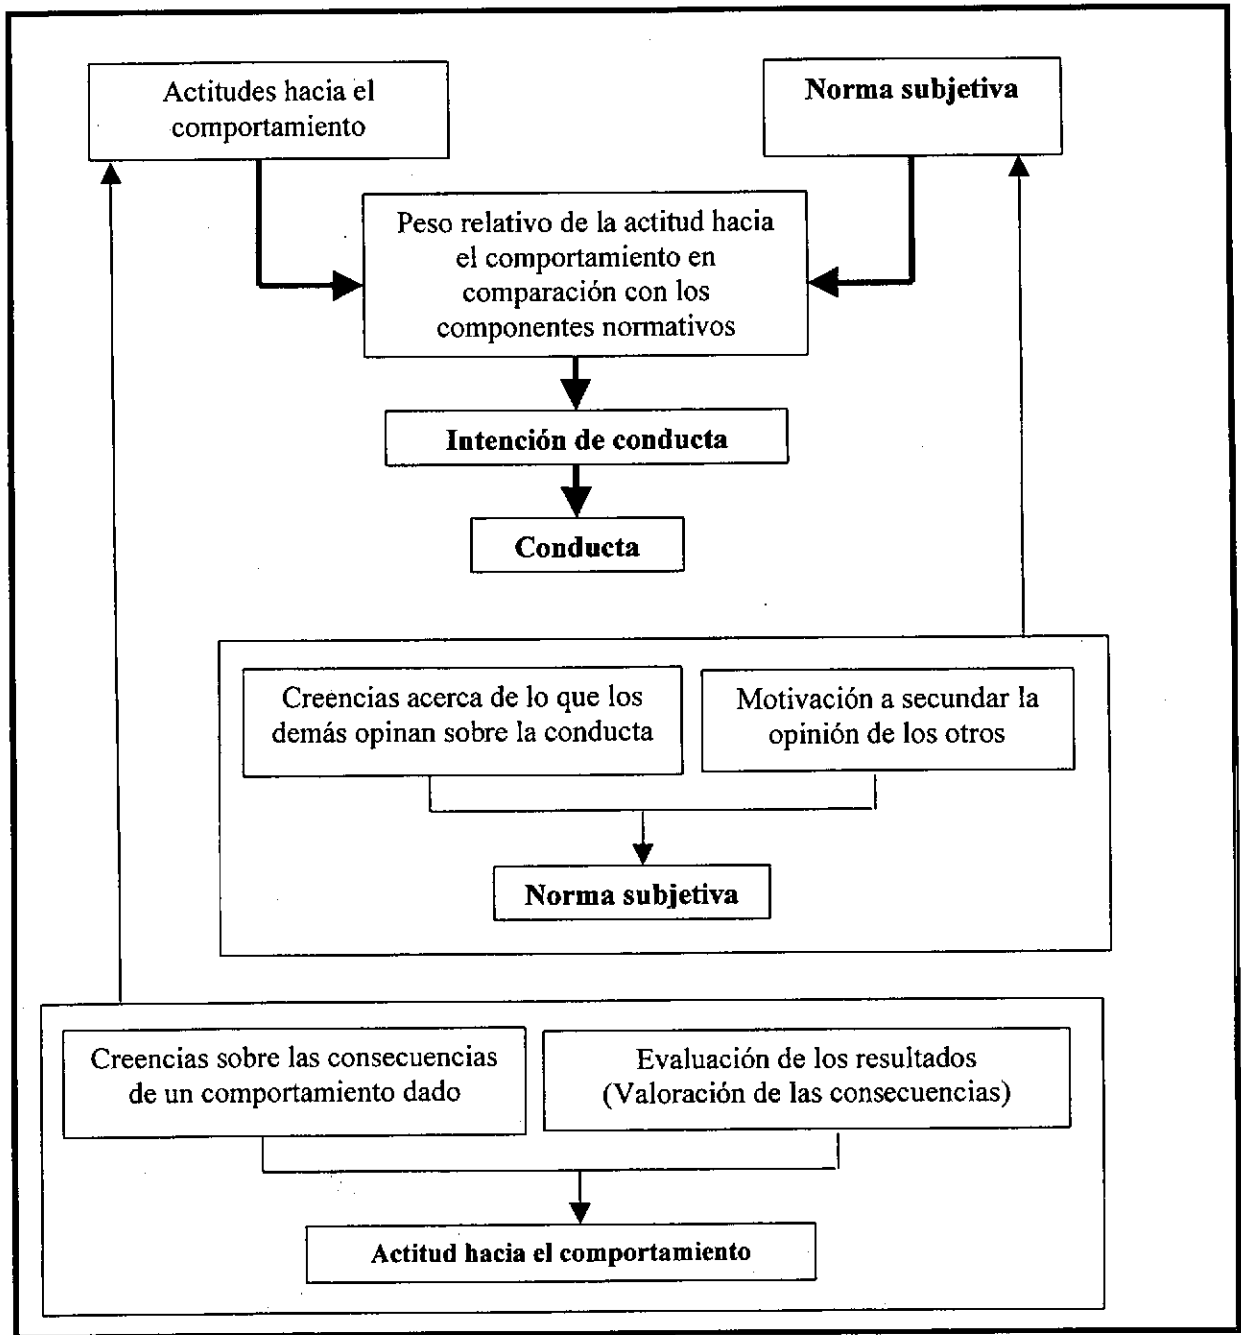 Actitudes hacia el
comportamiento
Norma subjetiva
Peso relativo de la actitud hacia
el comportamiento en
comparación con los
componentes normativos
Intención de conducta
Conducta
Creencias acerca de lo que los
demás opinan sobre la conducta
Motivación a secundar la
opinión de los otros
Norma subjetiva
Creencias sobre las consecuencias
de un comportamiento dado
Evaluación de los resultados
(Valoración de las consecuencias)
Actitud hacia el comportamiento